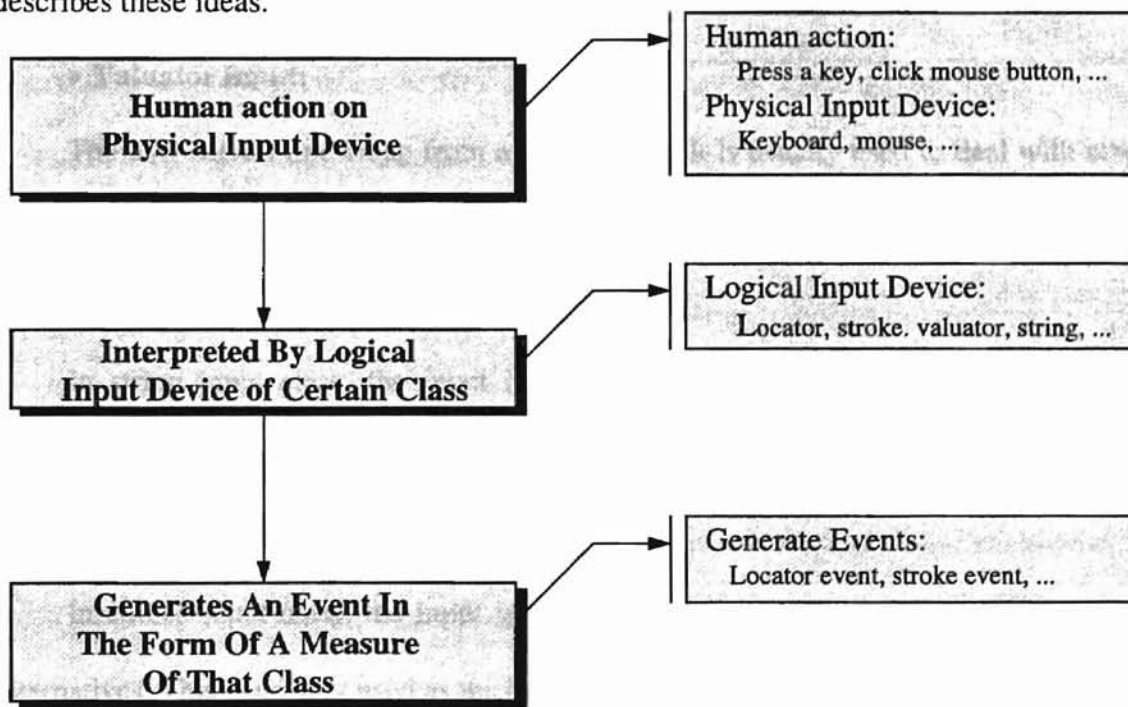 describes these ideas.
Human action on
Physical Input Device
Human action:
Press a key, click mouse button, ...
Physical Input Device:
Keyboard, mouse, ...
Interpreted By Logical
Input Device of Certain Class
Logical Input Device:
Locator, stroke. valuator, string, ...
Generates An Event In
The Form Of A Measure
Of That Class
Generate Events:
Locator event, stroke event, ...